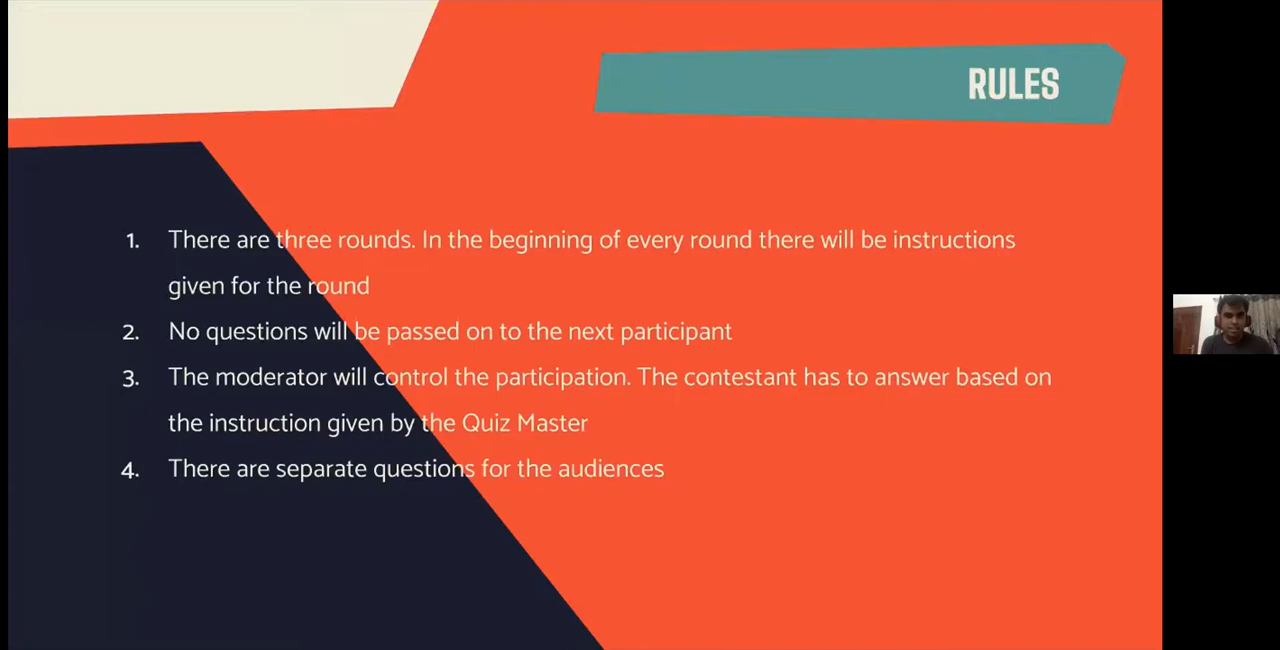 RULES
1. There are three rounds. In the beginning of every round there will be instructions
given for the round
2. No questions will be passed on to the next participant
3. The moderator will control the participation. The contestant has to answer based on
the instruction given by the Quiz Master
4. There are separate questions for the audiences